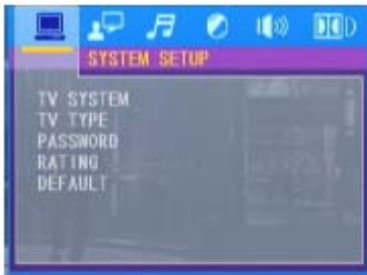 SYSTEM SETUP
TV SYSTEM
TV TYPE
PASSWORD
RATING
DEFAULT